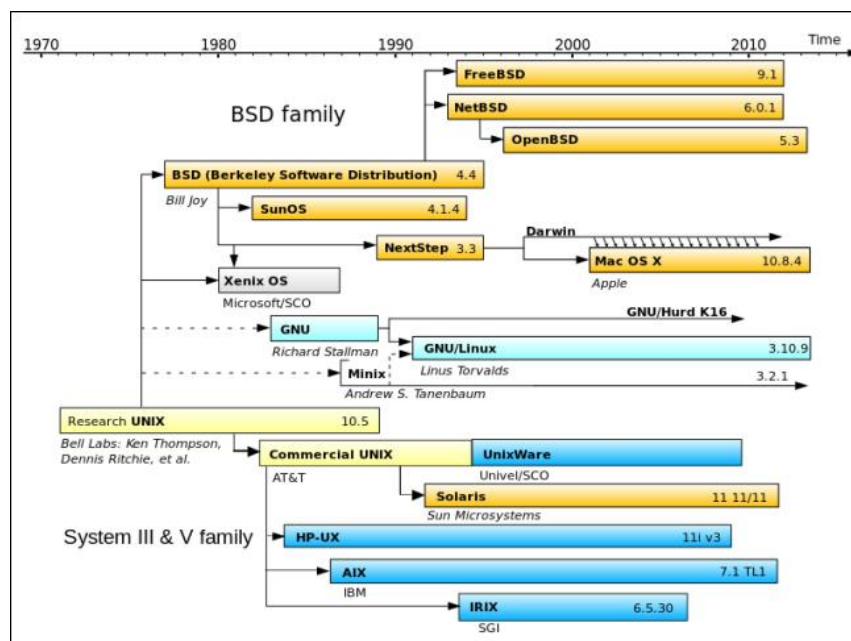 1970 1980 1990 2000 2010 Time
FreeBSD 9.1
BSD family
NetBSD 6.0.1
OpenBSD 5.3
BSD (Berkeley Software Distribution) 4.4
Bill Joy
SunOS 4.1.4
Darwin
NextStep 3.3
Mac OS X 10.8.4
Apple
Xenix OS
Microsoft/SCO
GNU/Hurd K16
GNU
Richard Stallman
GNU/Linux 3.10.9
Linus Torvalds
Minix 3.2.1
Andrew S. Tanenbaum
Research UNIX 10.5
Bell Labs: Ken Thompson,
Dennis Ritchie, et al.
Commercial UNIX UnixWare
AT&T Univel/SCO
Solaris 11 11/11
Sun Microsystems
System III & V family
HP-UX 11i v3
AIX 7.1 TL1
IBM
IRIX 6.5.30
SGI